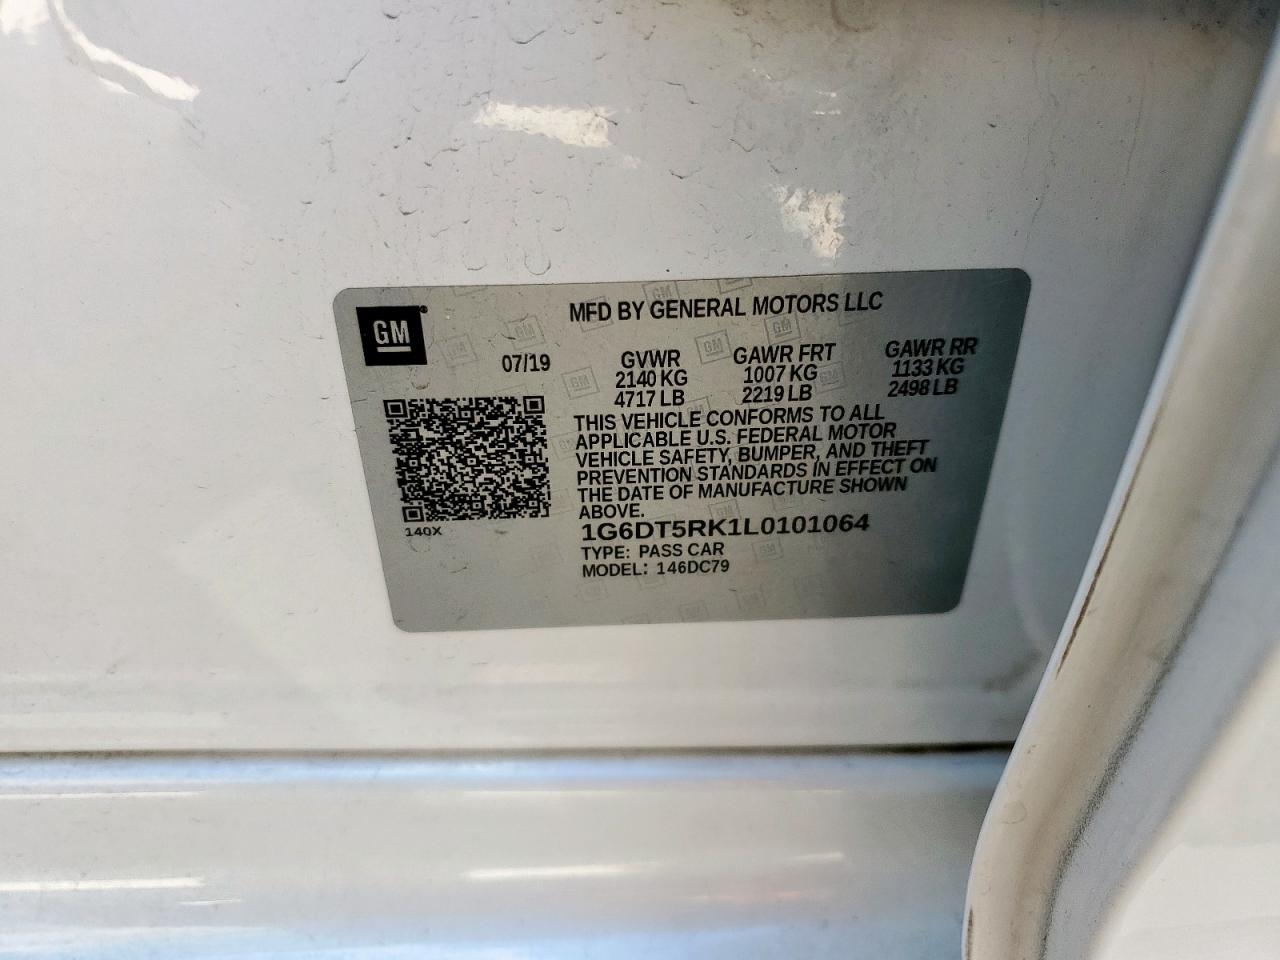 MFD BY GENERAL MOTORS LLC
GM®
07/19
GVWR
2140 KG
4717 LB
GAWR FRT
1007 KG
2219 LB
GAWR RR
1133 KG
2498 LB
THIS VEHICLE CONFORMS TO ALL
APPLICABLE U.S. FEDERAL MOTOR
VEHICLE SAFETY, BUMPER, AND THEFT
PREVENTION STANDARDS IN EFFECT ON
THE DATE OF MANUFACTURE SHOWN
ABOVE.
140X
1G6DT5RK1L0101064
TYPE: PASS CAR
MODEL: 146DC79